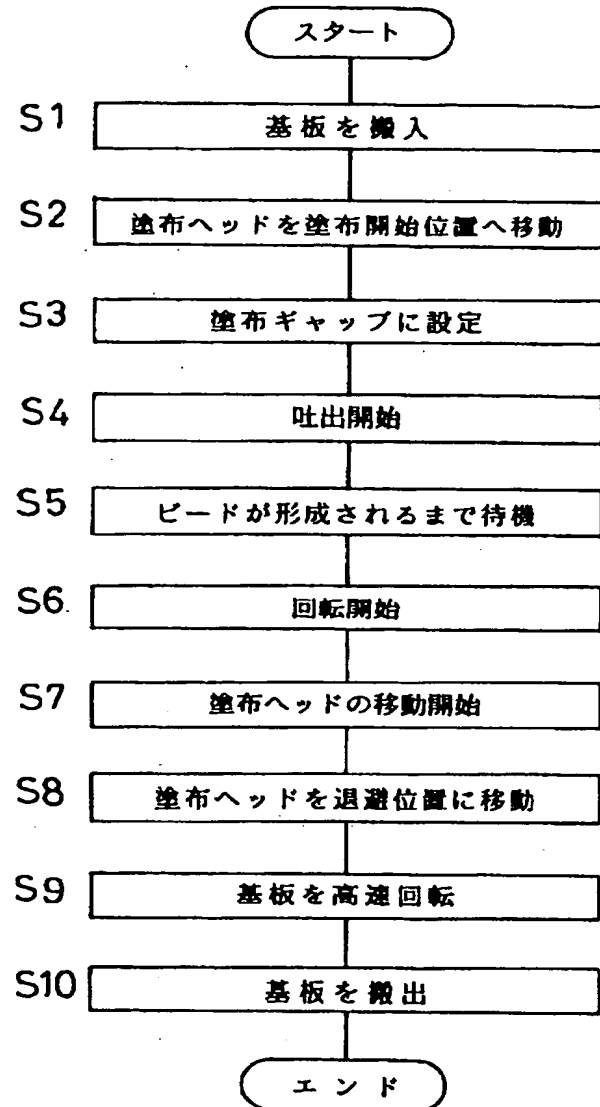 スタート
S1 基板を搬入
S2 塗布ヘッドを塗布開始位置へ移動
S3 塗布ギャップに設定
S4 吐出開始
S5 ビードが形成されるまで待機
S6 回転開始
S7 塗布ヘッドの移動開始
S8 塗布ヘッドを退避位置に移動
S9 基板を高速回転
S10 基板を搬出
エンド